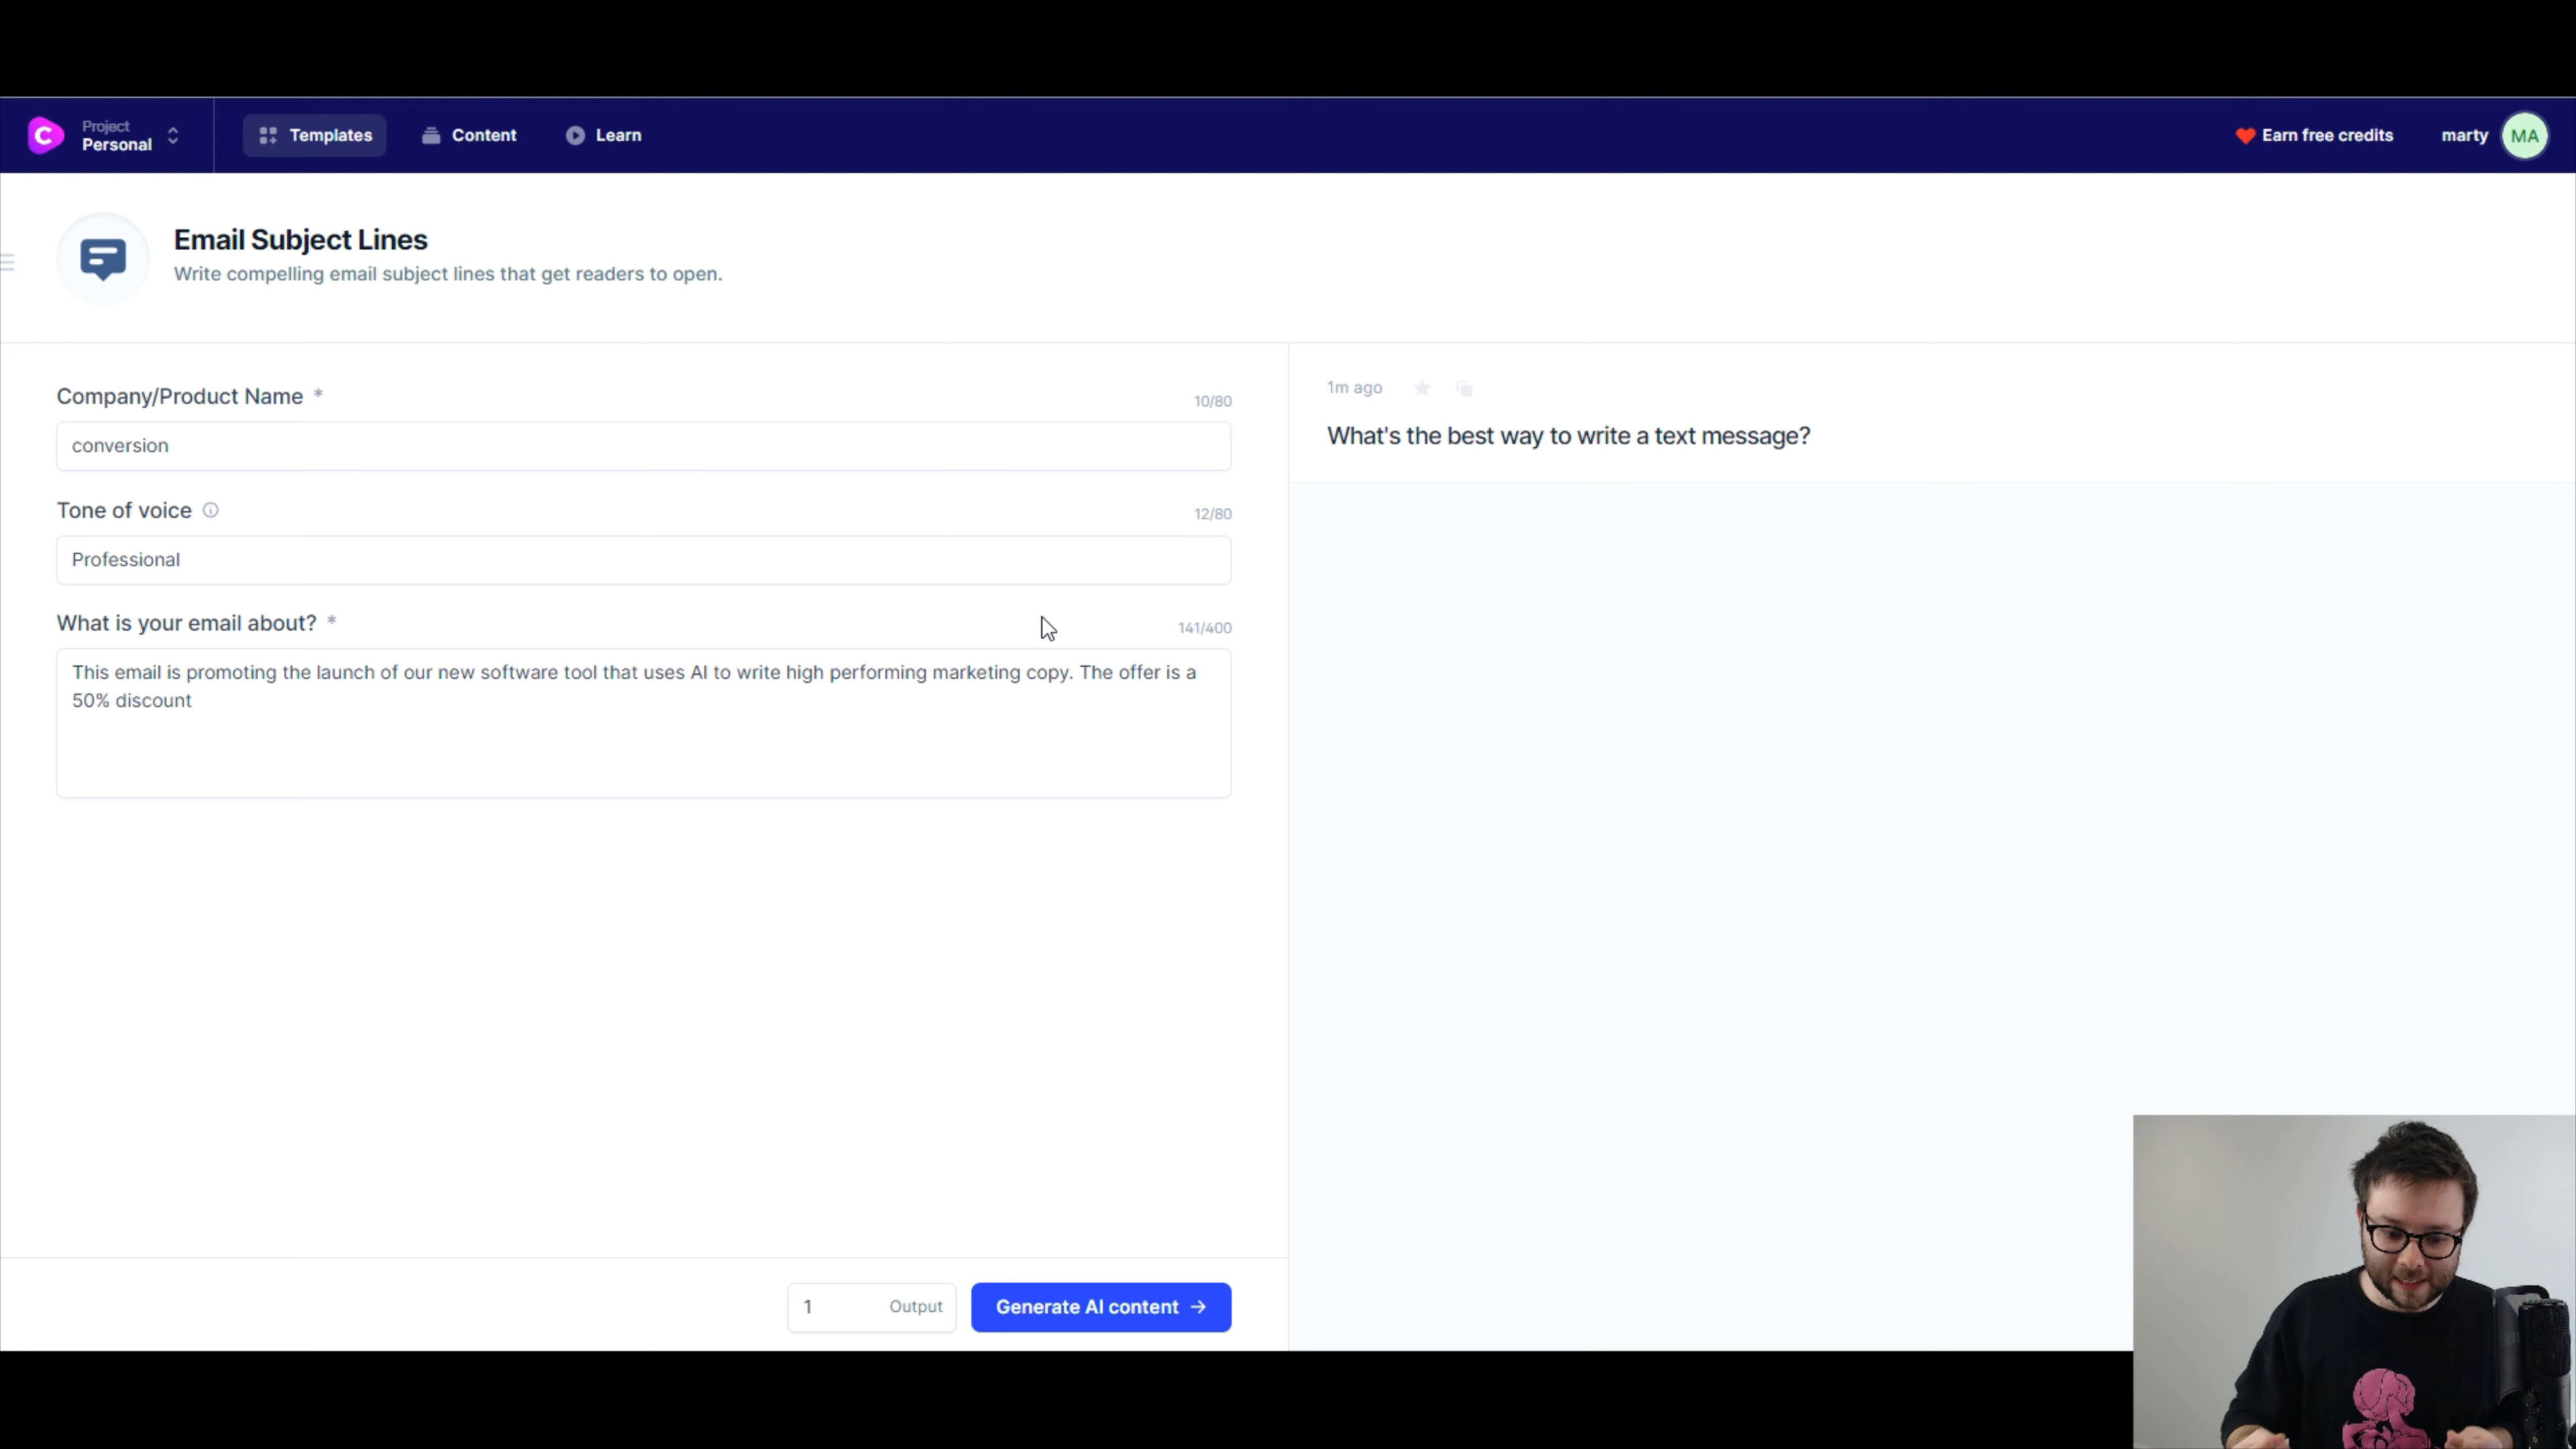 C
Project
Personal
Templates
Content
Learn
Earn free credits
marty
MA
Email Subject Lines
Write compelling email subject lines that get readers to open.
Company/Product Name *
10/80
conversion
Tone of voice
12/80
Professional
What is your email about? *
141/400
This email is promoting the launch of our new software tool that uses AI to write high performing marketing copy. The offer is a
50% discount
1m ago
What's the best way to write a text message?
1
Output
Generate AI content